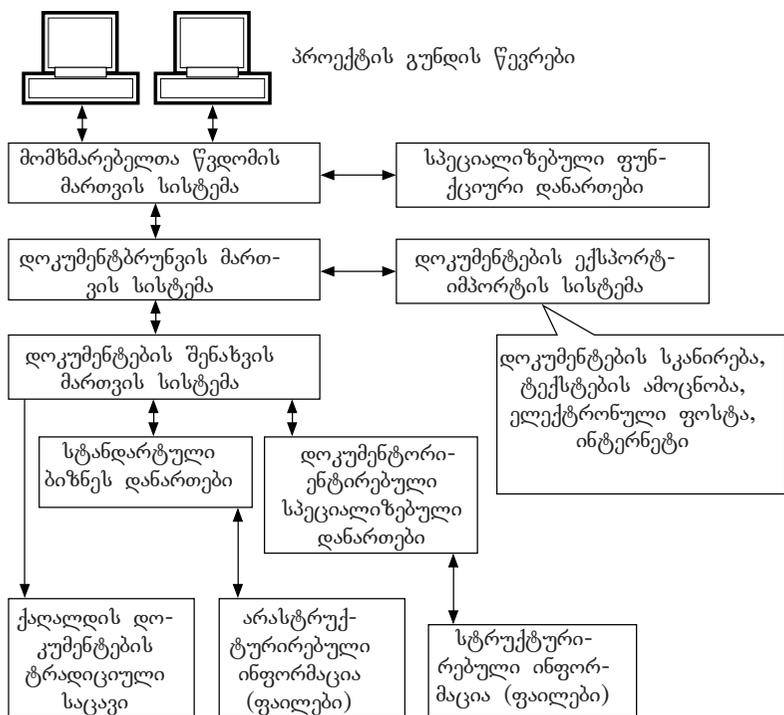 პროექტის გუნდის წევრები
მომხმარებელთა წვდომის
მართვის სისტემა
სპეციალიზებული ფუნ-
ქციური დანართები
დოკუმენტბრუნვის მართ-
ვის სისტემა
დოკუმენტების ექსპორტ-
იმპორტის სისტემა
დოკუმენტების შენახვის
მართვის სისტემა
დოკუმენტების სკანირება,
ტექსტების ამოცნობა,
ელექტრონული ფოსტა,
ინტერნეტი
სტანდარტული
ბიზნეს დანართები
დოკუმენტორი-
ენტირებული
სპეციალიზებული
დანართები
ქაღალდის დო-
კუმენტების
ტრადიციული
საცავი
არასტრუქ-
ტურირებული
ინფორმაცია
(ფაილები)
სტრუქტური-
რებული ინფორ-
მაცია (ფაილები)